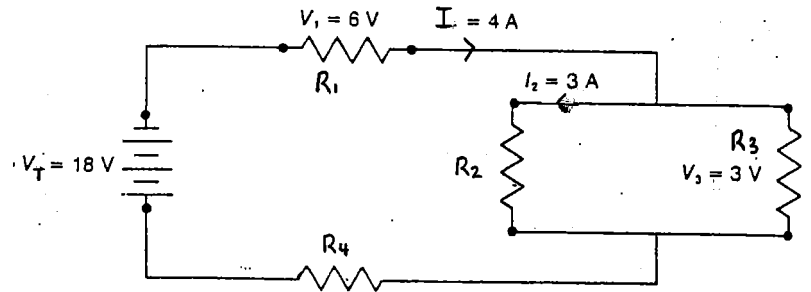 V₁ = 6 V
I = 4 A
R₁
I₂ = 3 A
V_T = 18 V
R₂
R₃
V₃ = 3 V
R₄